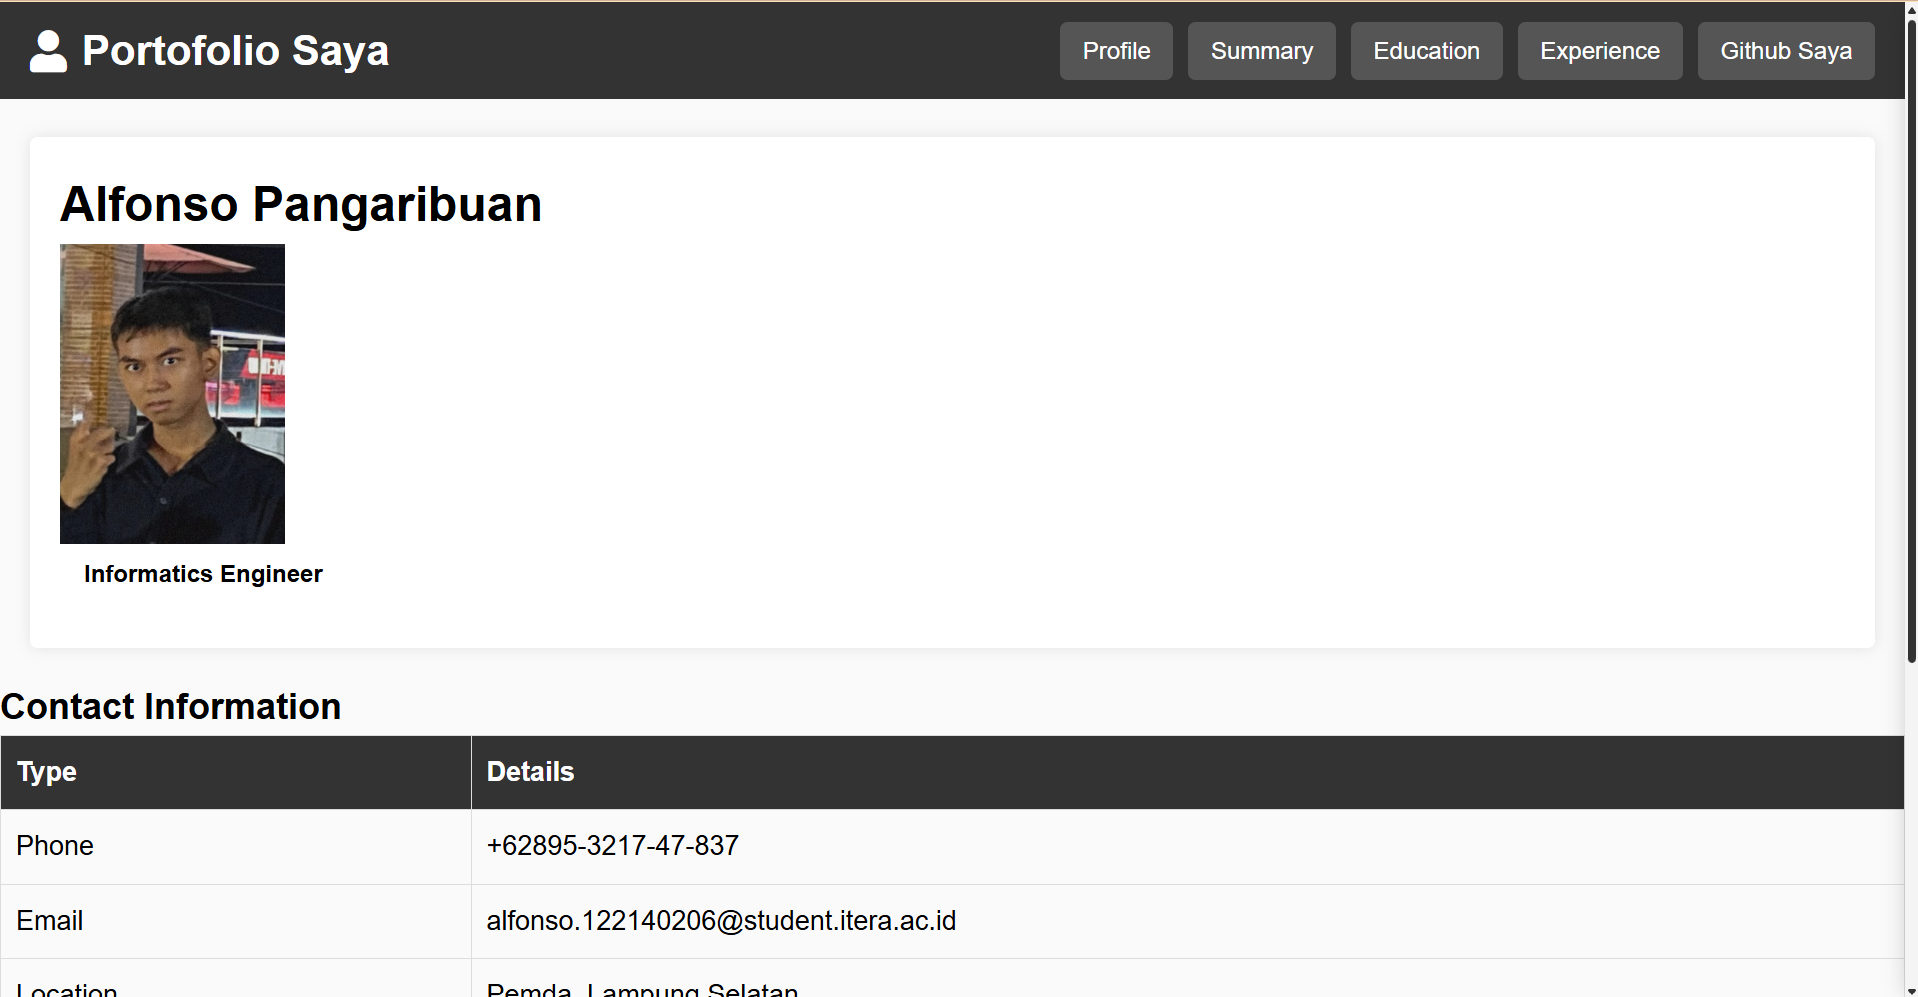 Portofolio Saya
Profile
Summary
Education
Experience
Github Saya
Alfonso Pangaribuan
Informatics Engineer
Contact Information
Type Details
Phone +62895-3217-47-837
Email alfonso.122140206@student.itera.ac.id
Location Pemda, Lampung Selatan